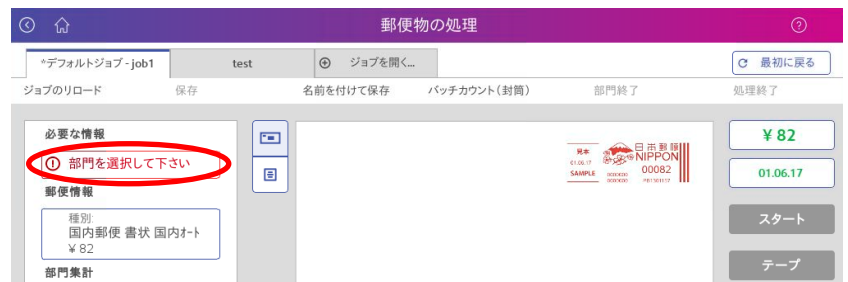 郵便物の処理
*デフォルトジョブ - job1
test
ジョブを開く...
最初に戻る
ジョブのリロード
保存
名前を付けて保存
バッチカウント(封筒)
部門終了
処理終了
必要な情報
部門を選択して下さい
郵便情報
種別:
国内郵便 書状 国内オート
¥ 82
部門集計
見本
01.06.17
SAMPLE
NIPPON
00082
¥ 82
01.06.17
スタート
テープ